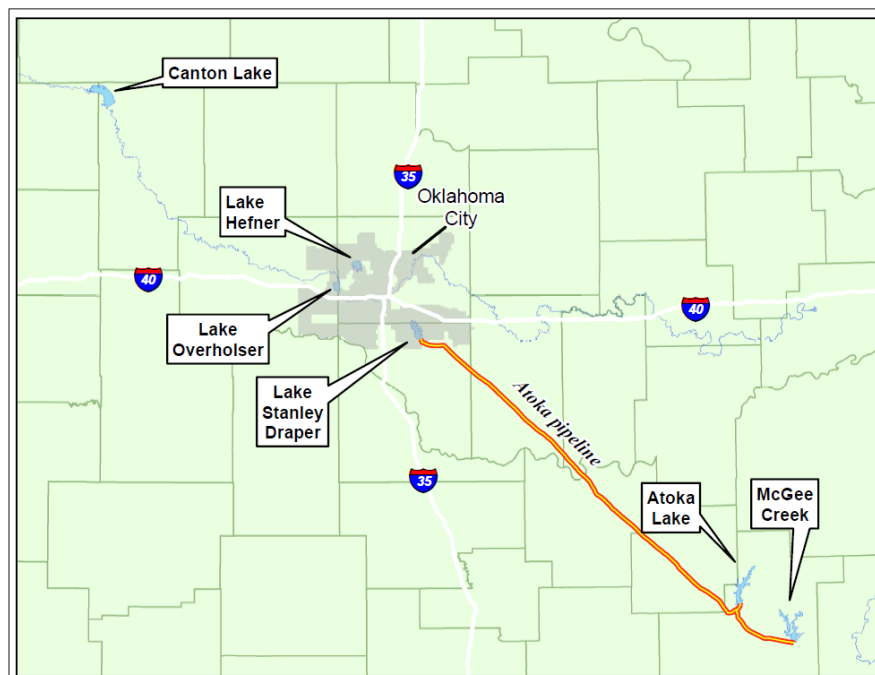 Canton Lake
35
Lake
Hefner
Oklahoma
City
40
40
Lake
Overholser
Lake
Stanley
Draper
Atoka pipeline
35
Atoka
Lake
McGee
Creek